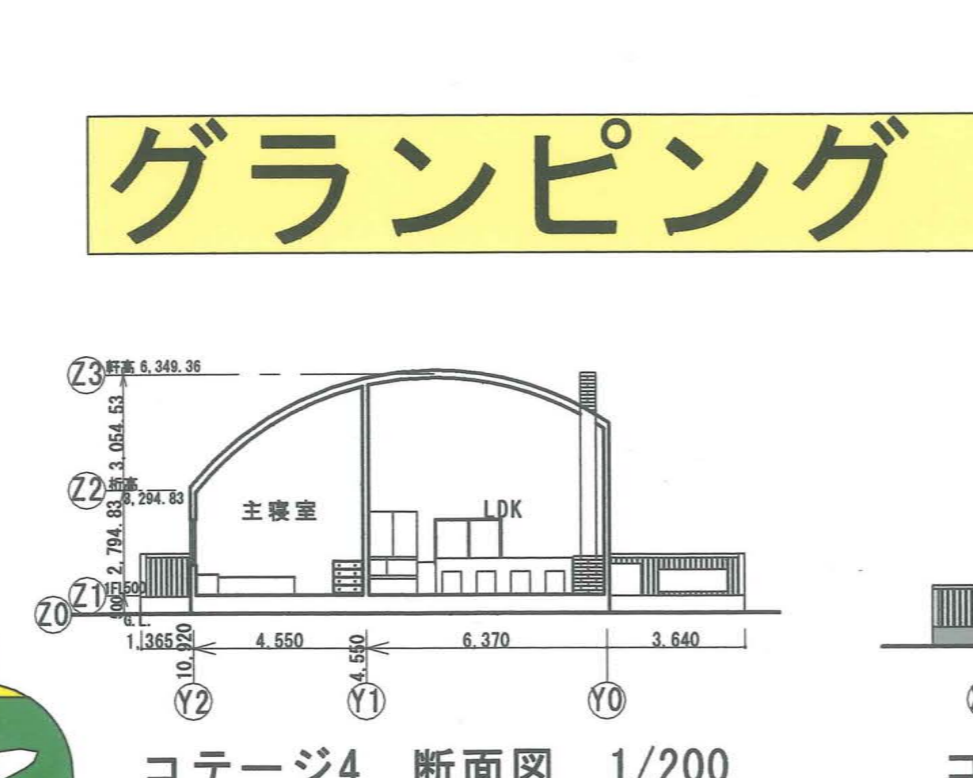 グランピング
Z3 軒高 6,349.36
3,054.53
Z2 桁高
3,294.83
2,794.83
主寝室
LDK
Z1 1FL500
500
Z0 G.L.
1,365
10,920
4,550
4,550
6,370
3,640
Y2
Y1
Y0
コテージ4 断面図 1/200